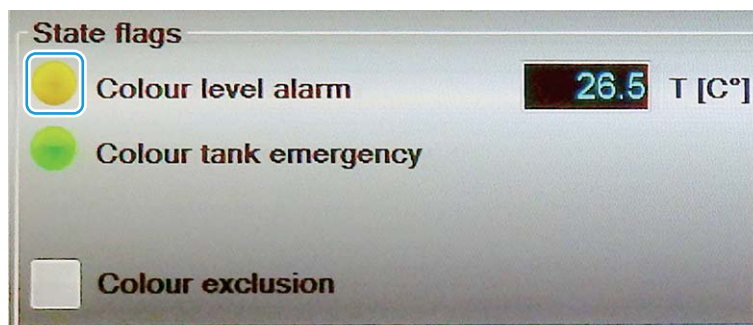 State flags
Colour level alarm 26.5 T [C°]
Colour tank emergency
Colour exclusion